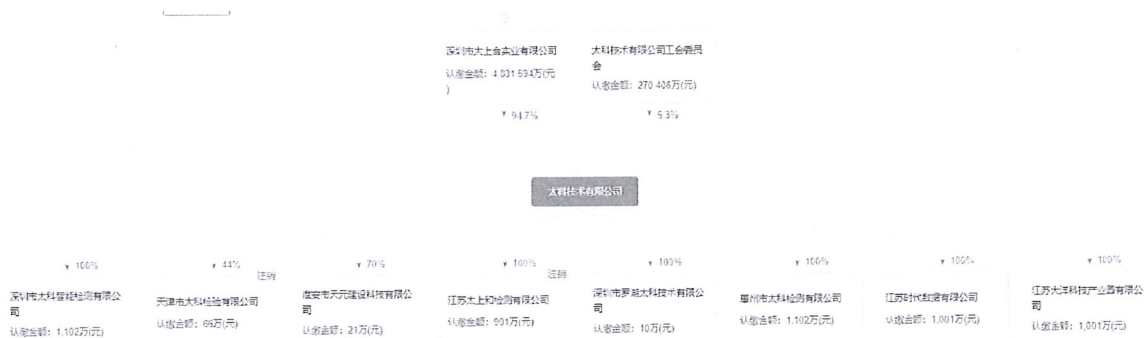 深圳市太上合实业有限公司
认缴金额：4,831.594万(元
)
▼ 94.7%
太科技术有限公司工会委员
会
认缴金额：270.406万(元)
▼ 5.3%
太科技术有限公司
▼ 100%
深圳市太科智能检测有限公
司
认缴金额：1,102万(元)
▼ 44%
注销
天津市太科检验有限公司
认缴金额：66万(元)
▼ 70%
淮安市天元建设科技有限公
司
认缴金额：21万(元)
▼ 100%
注销
江苏太上和检测有限公司
认缴金额：901万(元)
▼ 100%
深圳市罗湖太科技术有限公
司
认缴金额：10万(元)
▼ 100%
惠州市太科检测有限公司
认缴金额：1,102万(元)
▼ 100%
江苏时代数据有限公司
认缴金额：1,001万(元)
▼ 100%
江苏大洋科技产业园有限公
司
认缴金额：1,001万(元)